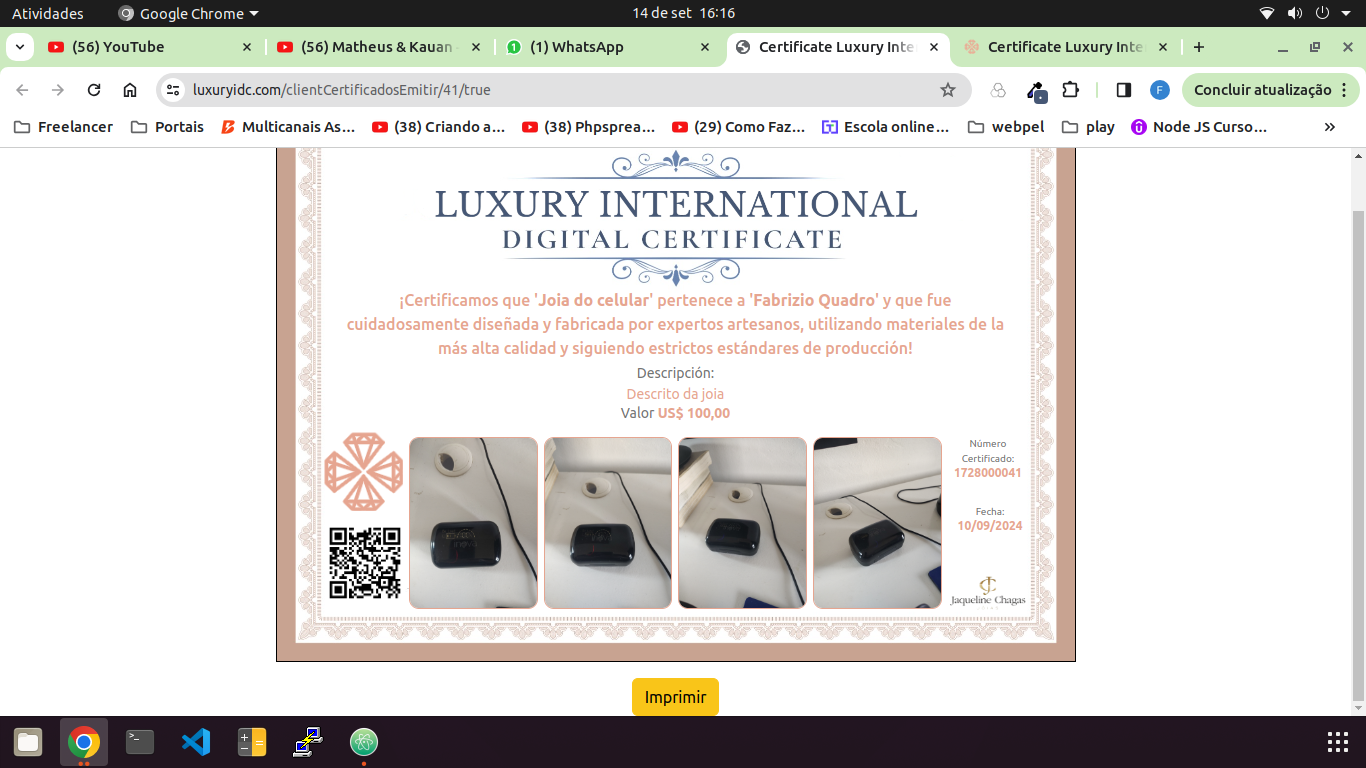 Atividades
Google Chrome
14 de set 16:16
(56) YouTube
(56) Matheus & Kauan
(1) WhatsApp
Certificate Luxury Inte
Certificate Luxury Inte
luxuryidc.com/clientCertificadosEmitir/41/true
F
Concluir atualização
Freelancer
Portais
Multicanais As…
(38) Criando a…
(38) Phpsprea…
(29) Como Faz…
Escola online…
webpel
play
Node JS Curso…
LUXURY INTERNATIONAL
DIGITAL CERTIFICATE
¡Certificamos que 'Joia do celular' pertenece a 'Fabrizio Quadro' y que fue
cuidadosamente diseñada y fabricada por expertos artesanos, utilizando materiales de la
más alta calidad y siguiendo estrictos estándares de producción!
Descripción:
Descrito da joia
Valor US$ 100,00
Número
Certificado:
1728000041
Fecha:
10/09/2024
Jaqueline Chagas
Imprimir